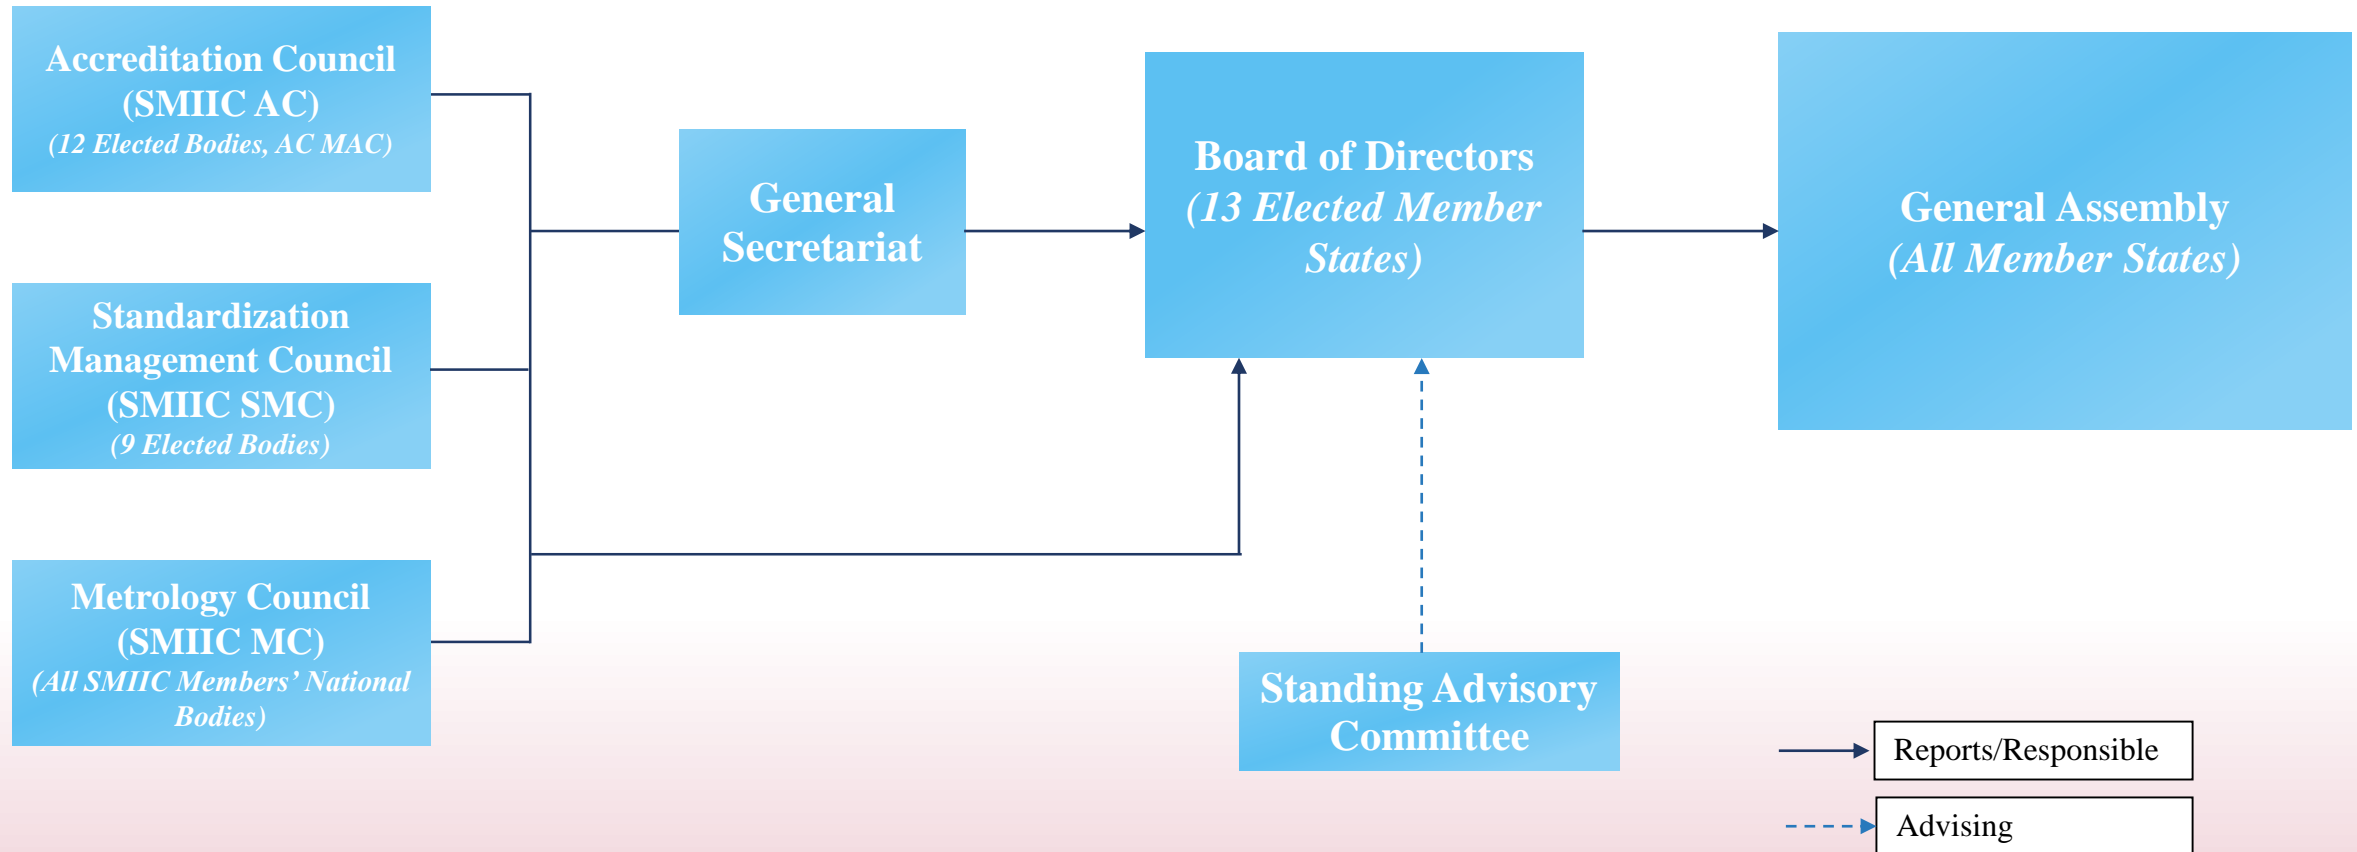 Accreditation Council
(SMIIC AC)
(12 Elected Bodies, AC MAC)
Standardization
Management Council
(SMIIC SMC)
(9 Elected Bodies)
Metrology Council
(SMIIC MC)
(All SMIIC Members’ National
Bodies)
General
Secretariat
Board of Directors
(13 Elected Member
States)
Standing Advisory
Committee
General Assembly
(All Member States)
Reports/Responsible
Advising